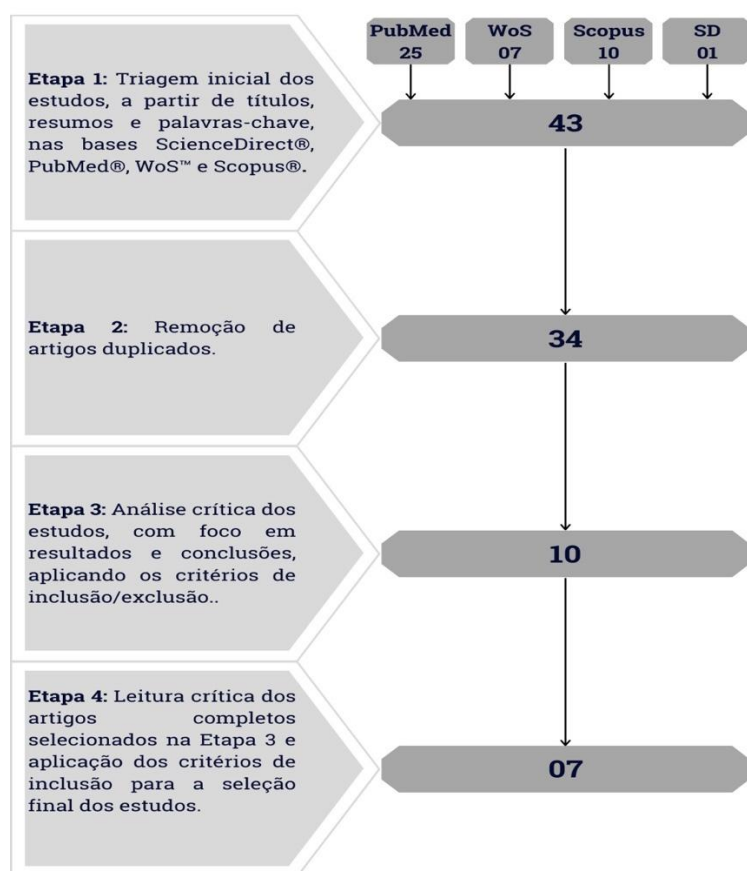 PubMed
25
WoS
07
Scopus
10
SD
01
Etapa 1: Triagem inicial dos
estudos, a partir de títulos,
resumos e palavras-chave,
nas bases ScienceDirect®,
PubMed®, WoS™ e Scopus®.
43
Etapa 2: Remoção de
artigos duplicados.
34
Etapa 3: Análise crítica dos
estudos, com foco em
resultados e conclusões,
aplicando os critérios de
inclusão/exclusão..
10
Etapa 4: Leitura crítica dos
artigos completos
selecionados na Etapa 3 e
aplicação dos critérios de
inclusão para a seleção
final dos estudos.
07